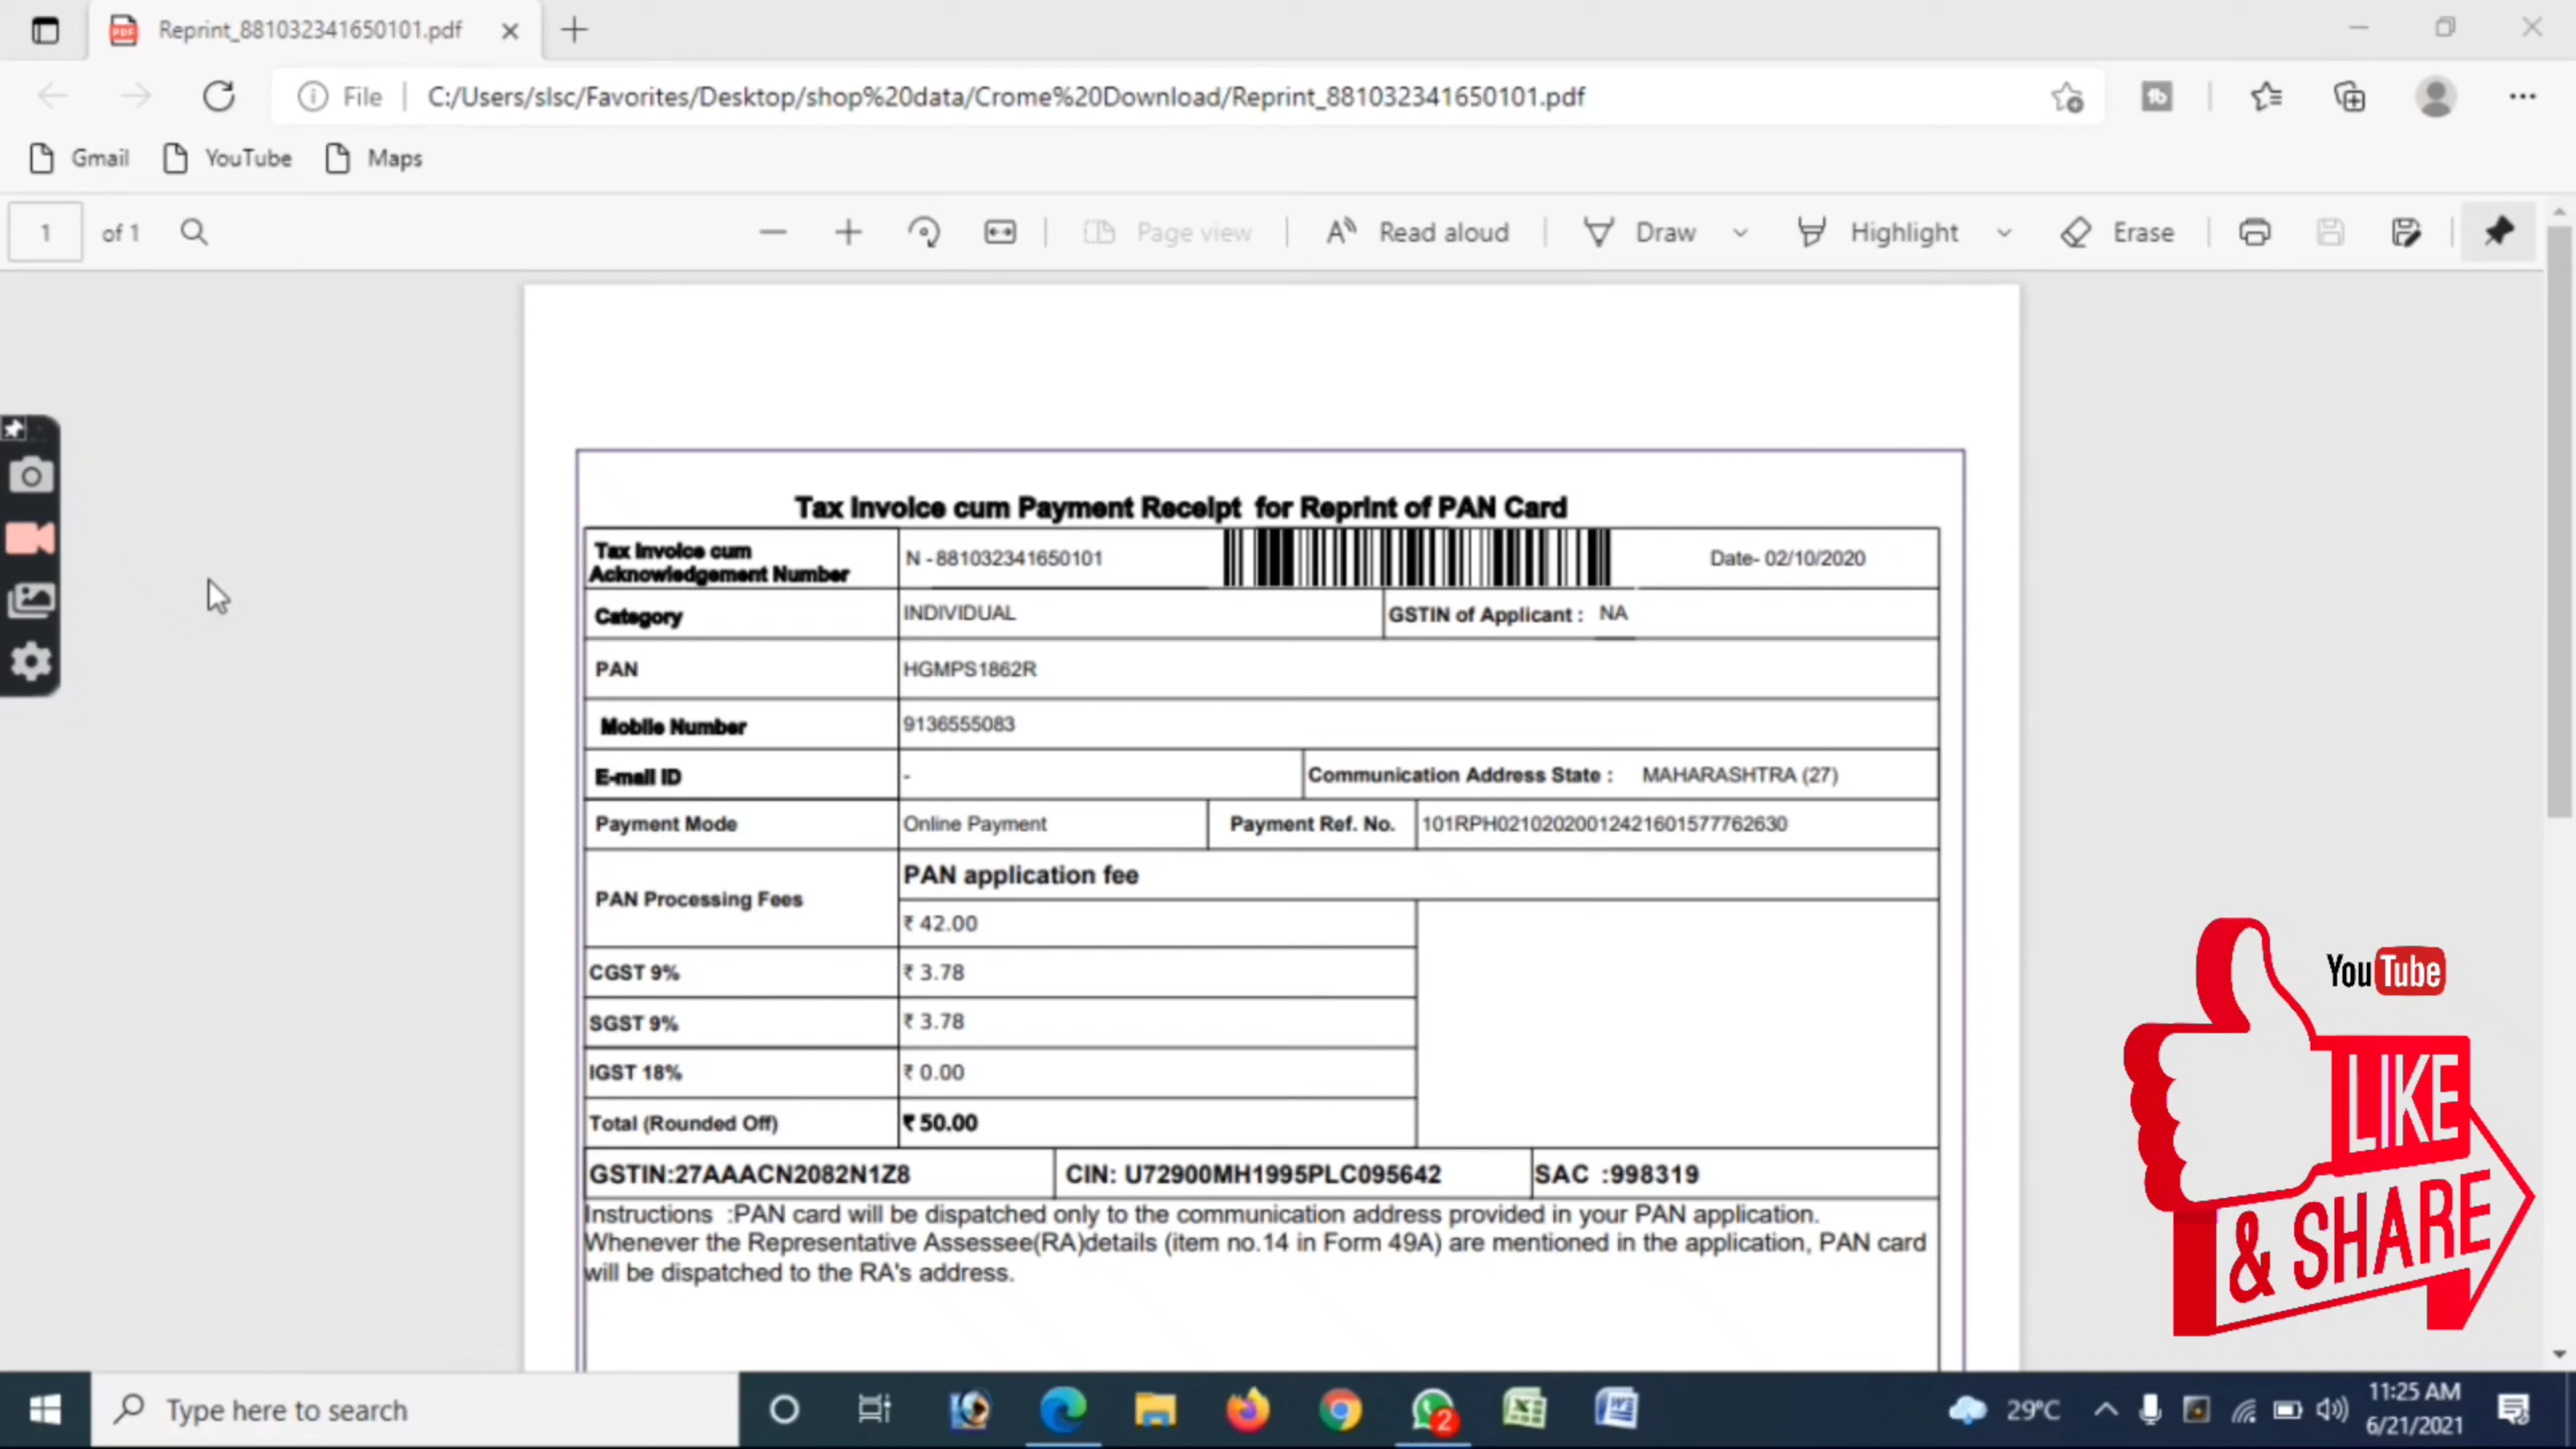 Reprint_881032341650101.pdf
File C:/Users/slsc/Favorites/Desktop/shop%20data/Crome%20Download/Reprint_881032341650101.pdf
Gmail YouTube Maps
1 of 1 Page view Read aloud Draw Highlight Erase
Tax Invoice cum Payment Receipt for Reprint of PAN Card
Tax Invoice cum
Acknowledgement Number N - 881032341650101 Date- 02/10/2020
Category INDIVIDUAL GSTIN of Applicant : NA
PAN HGMPS1862R
Mobile Number 9136555083
E-mail ID - Communication Address State : MAHARASHTRA (27)
Payment Mode Online Payment Payment Ref. No. 101RPH02102020012421601577762630
PAN application fee
PAN Processing Fees
₹ 42.00
CGST 9% ₹ 3.78
SGST 9% ₹ 3.78
IGST 18% ₹ 0.00
Total (Rounded Off) ₹ 50.00
GSTIN:27AAACN2082N1Z8 CIN: U72900MH1995PLC095642 SAC :998319
Instructions :PAN card will be dispatched only to the communication address provided in your PAN application.
Whenever the Representative Assessee(RA)details (item no.14 in Form 49A) are mentioned in the application, PAN card
will be dispatched to the RA's address.
YouTube
LIKE
& SHARE
Type here to search
2
29°C
11:25 AM
6/21/2021